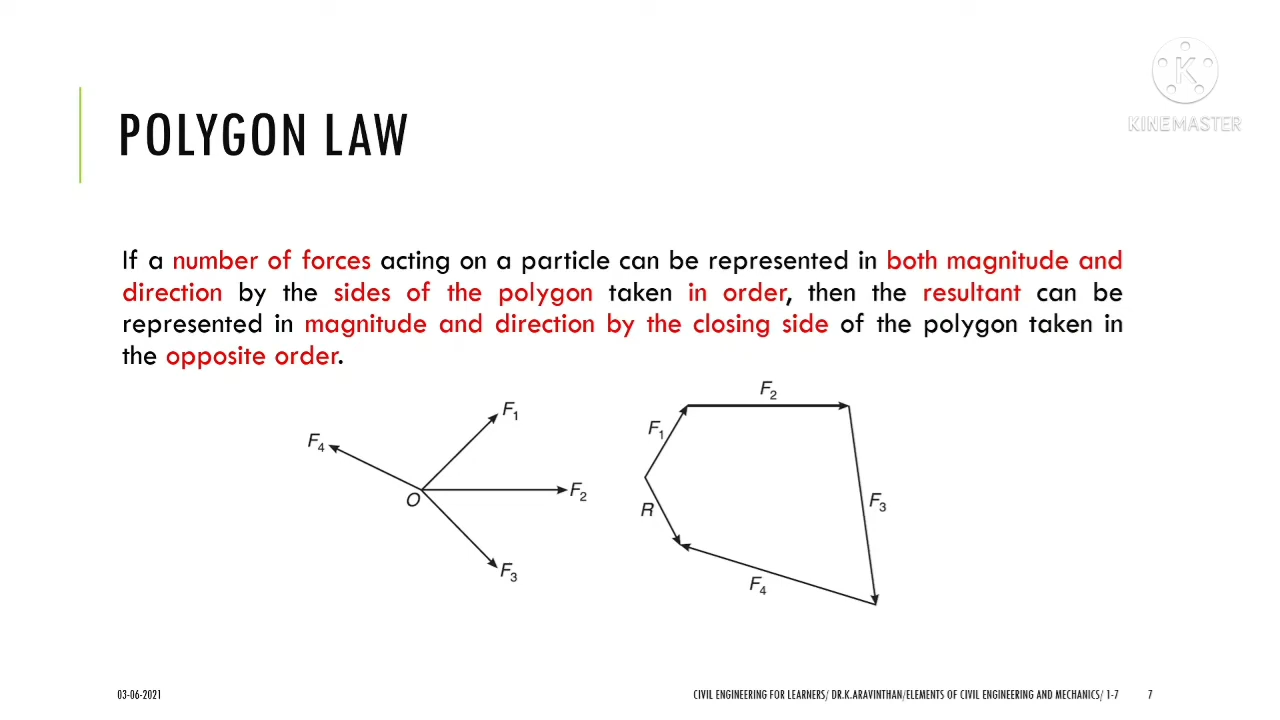 K
KINEMASTER
POLYGON LAW
If a number of forces acting on a particle can be represented in both magnitude and
direction by the sides of the polygon taken in order, then the resultant can be
represented in magnitude and direction by the closing side of the polygon taken in
the opposite order.
F1
F4
O
F2
F3
F2
F1
R
F3
F4
03-06-2021
CIVIL ENGINEERING FOR LEARNERS/ DR.K.ARAVINTHAN/ELEMENTS OF CIVIL ENGINEERING AND MECHANICS/ 1-7
7